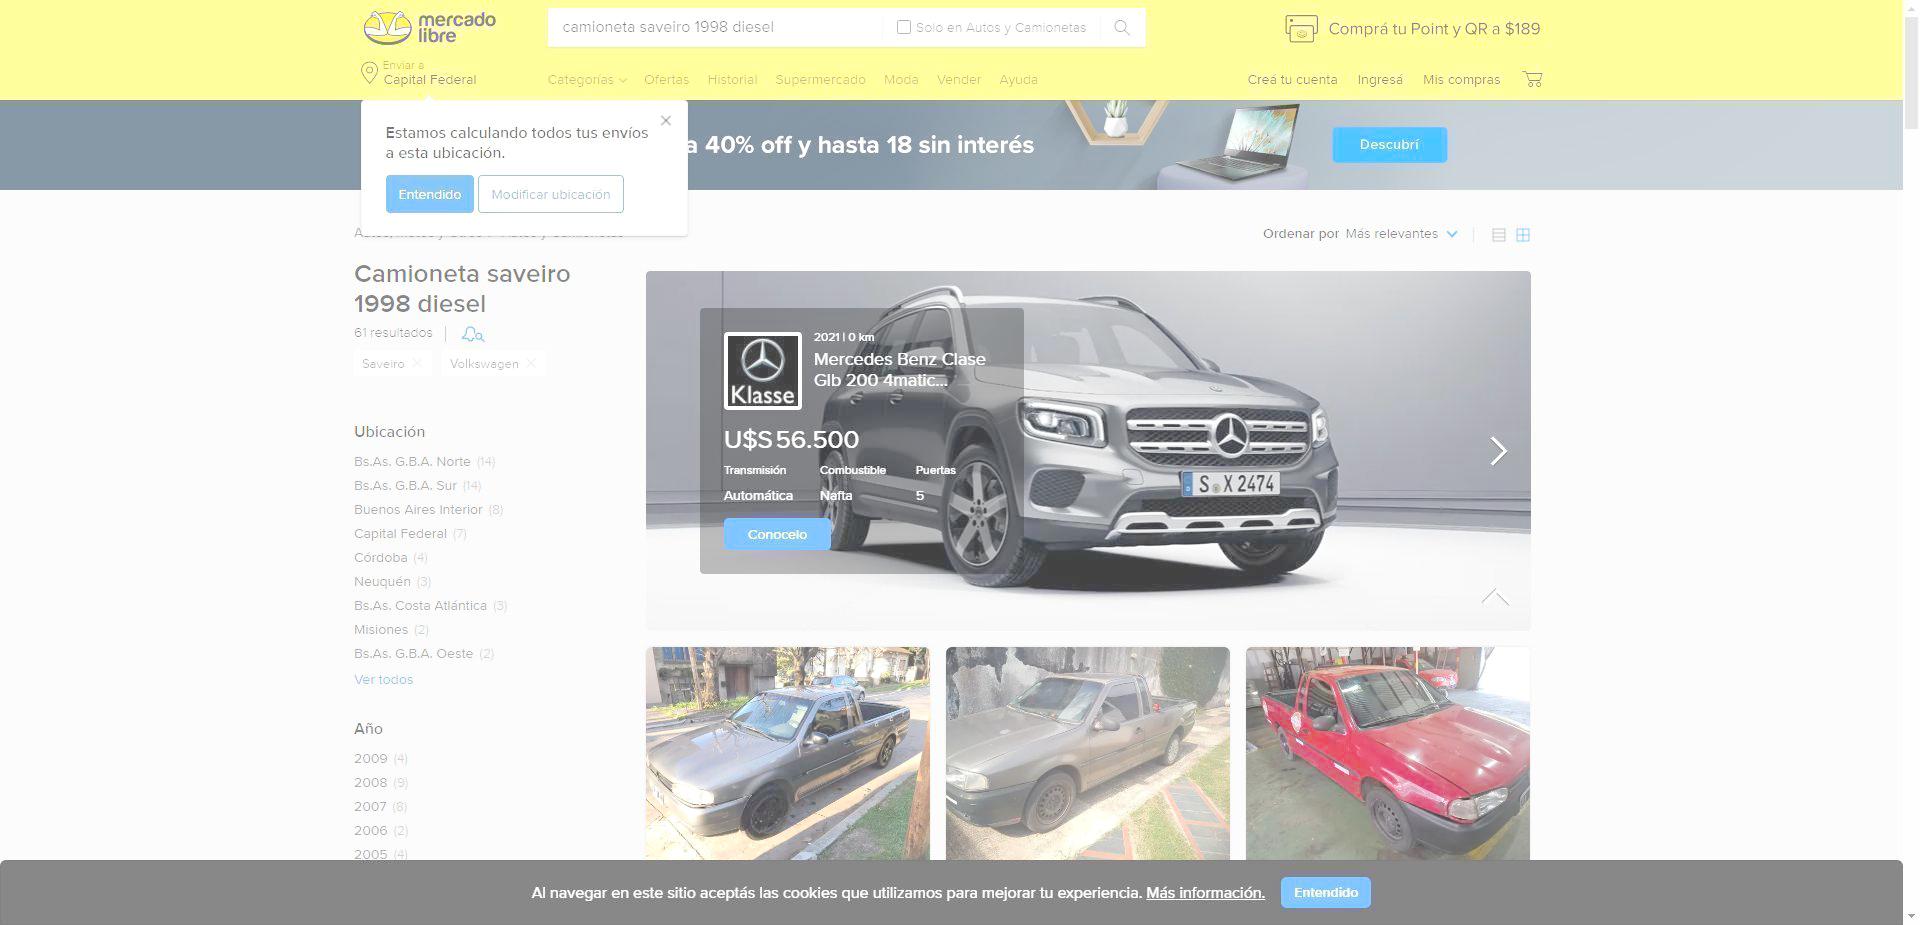 mercado
libre
camioneta saveiro 1998 diesel
Solo en Autos y Camionetas
Comprá tu Point y QR a $189
Enviar a
Capital Federal
Categorías
Ofertas
Historial
Supermercado
Moda
Vender
Ayuda
Creá tu cuenta
Ingresá
Mis compras
Estamos calculando todos tus envíos
a esta ubicación.
Entendido
Modificar ubicación
a 40% off y hasta 18 sin interés
Descubrí
Ordenar por Más relevantes
Camioneta saveiro
1998 diesel
61 resultados
Saveiro
Volkswagen
Ubicación
Bs.As. G.B.A. Norte (14)
Bs.As. G.B.A. Sur (14)
Buenos Aires Interior (8)
Capital Federal (7)
Córdoba (4)
Neuquén (3)
Bs.As. Costa Atlántica (3)
Misiones (2)
Bs.As. G.B.A. Oeste (2)
Ver todos
Año
2009 (4)
2008 (9)
2007 (8)
2006 (2)
2005 (4)
Klasse
2021 | 0 km
Mercedes Benz Clase
Glb 200 4matic...
U$S 56.500
Transmisión Combustible Puertas
Automática Nafta 5
Conocelo
S X 2474
Al navegar en este sitio aceptás las cookies que utilizamos para mejorar tu experiencia. Más información.
Entendido